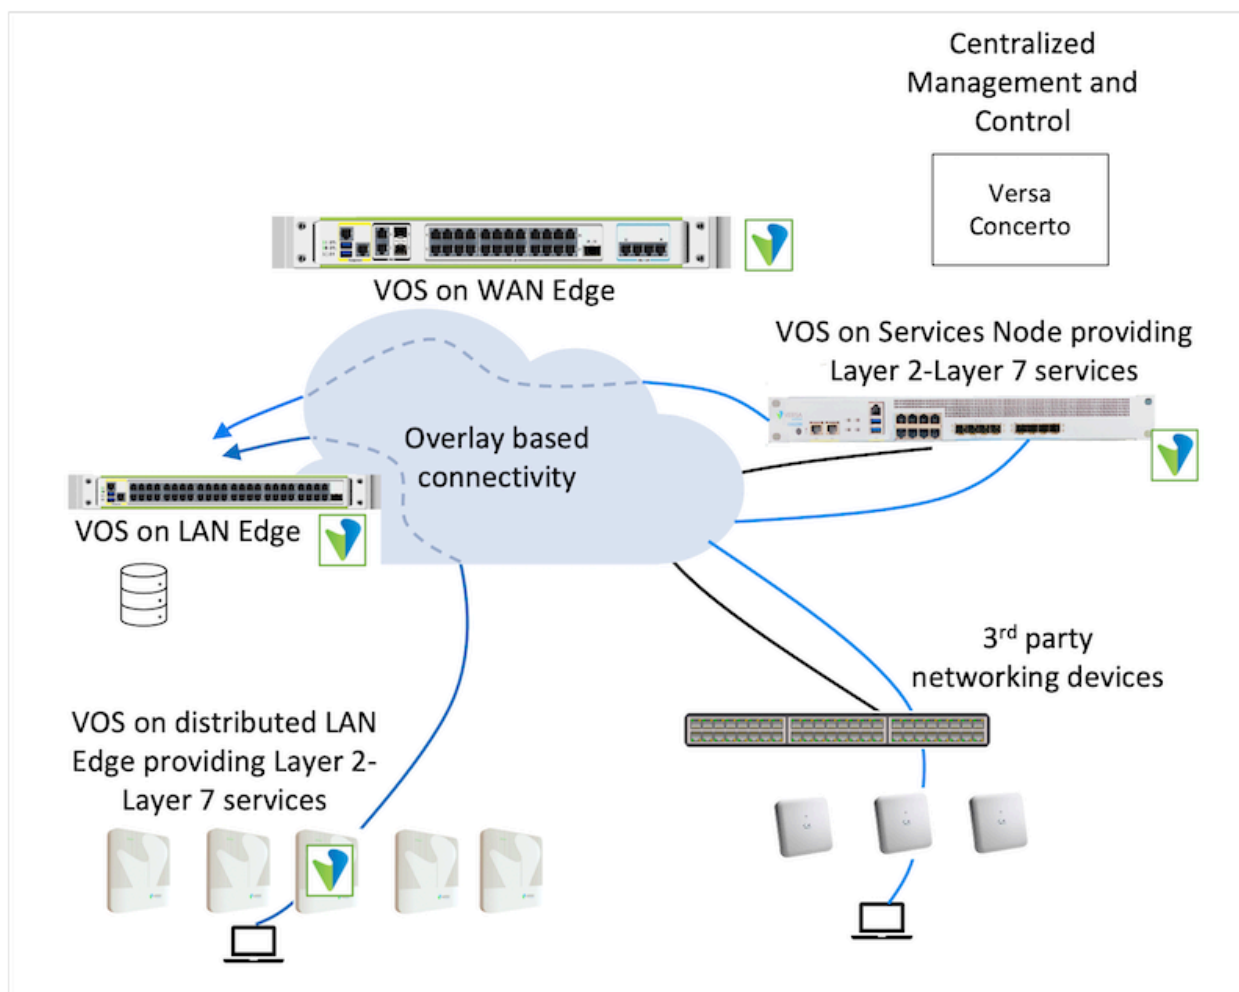 Centralized
Management and
Control
Versa
Concerto
VOS on WAN Edge
VOS on Services Node providing
Layer 2-Layer 7 services
Overlay based
connectivity
VOS on LAN Edge
3rd party
networking devices
VOS on distributed LAN
Edge providing Layer 2-
Layer 7 services